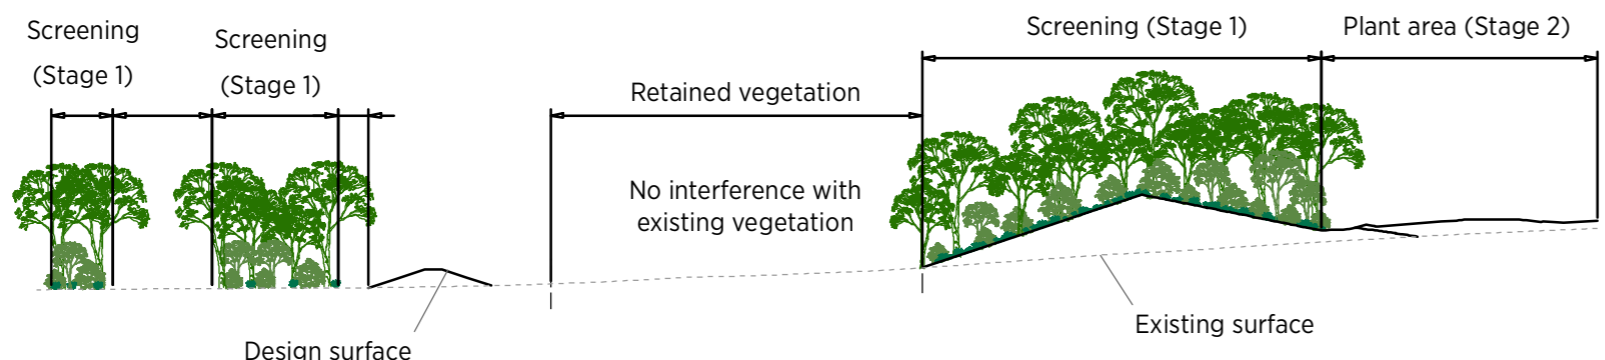 Screening
(Stage 1)
Screening
(Stage 1)
Retained vegetation
No interference with
existing vegetation
Screening (Stage 1)
Plant area (Stage 2)
Design surface
Existing surface